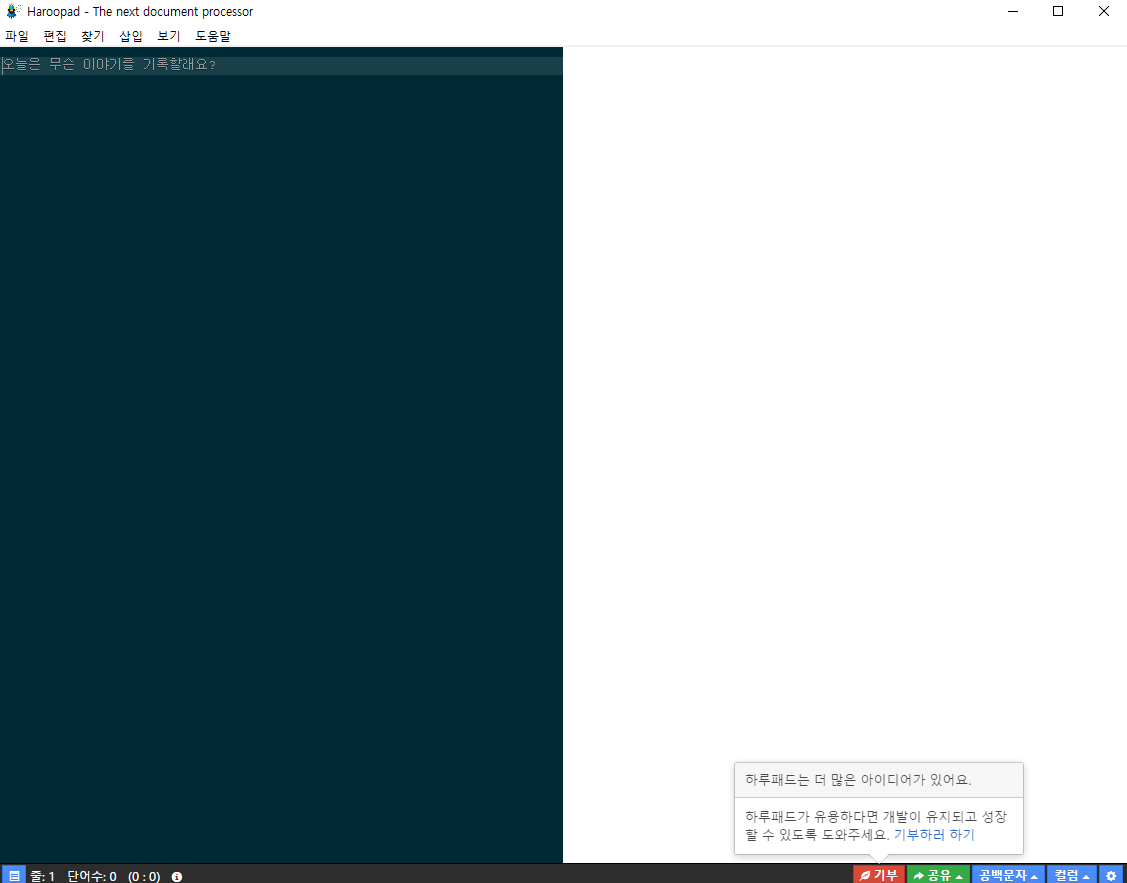 Haroopad - The next document processor
파일 편집 찾기 삽입 보기 도움말
오늘은 무슨 이야기를 기록할래요?
하루패드는 더 많은 아이디어가 있어요.
하루패드가 유용하다면 개발이 유지되고 성장
할 수 있도록 도와주세요. 기부하러 하기
줄: 1 단어수: 0 (0 : 0) 기부 공유 공백문자 컬럼